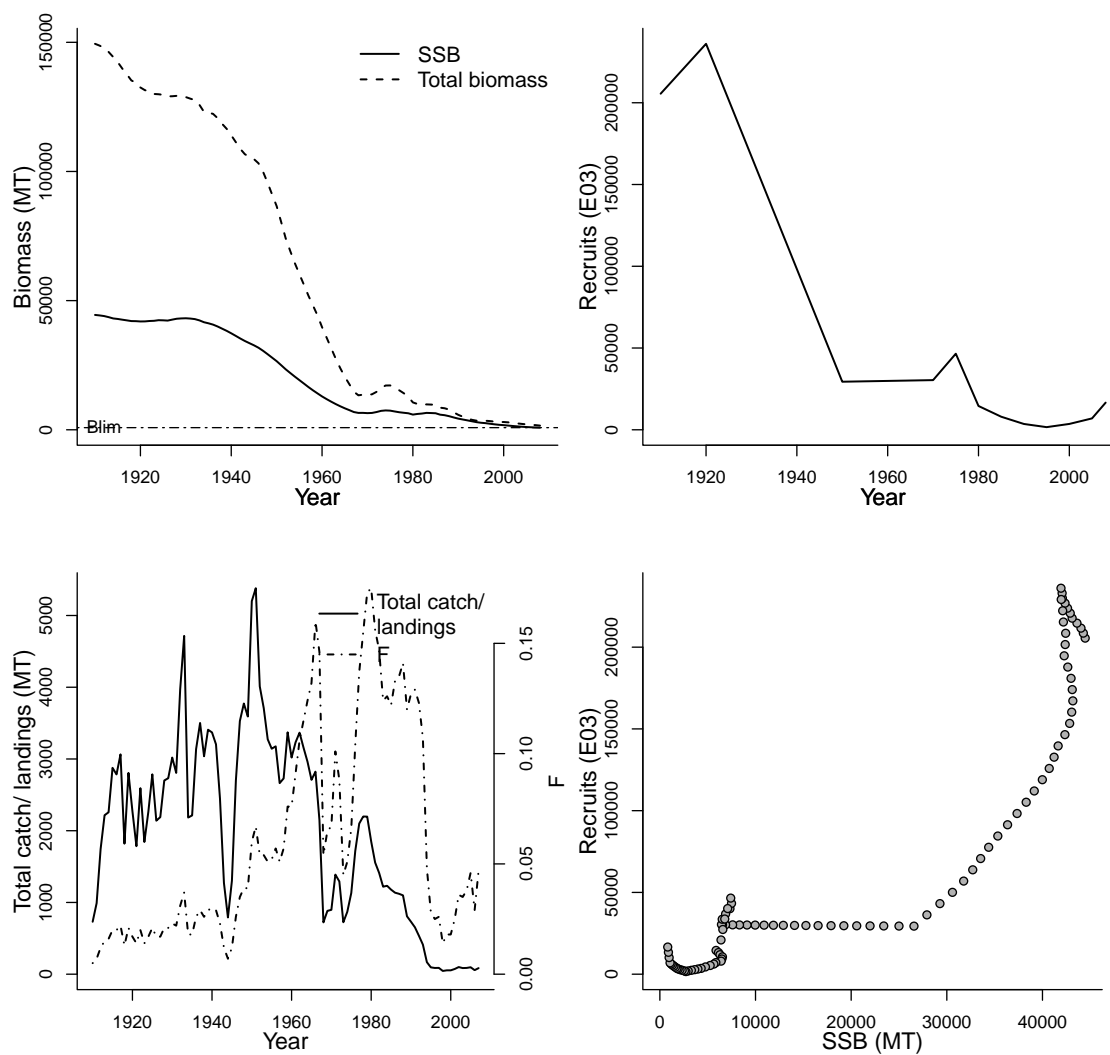 SSB
Total biomass
Biomass (MT)
150000
100000
50000
0
Blim
1920
1940
1960
1980
2000
Year
Recruits (E03)
200000
150000
100000
50000
0
1920
1940
1960
1980
2000
Year
Total catch/
landings
F
Total catch/ landings (MT)
5000
4000
3000
2000
1000
0
0.15
0.10
0.05
0.00
F
1920
1940
1960
1980
2000
Year
Recruits (E03)
200000
150000
100000
50000
0
0
10000
20000
30000
40000
SSB (MT)